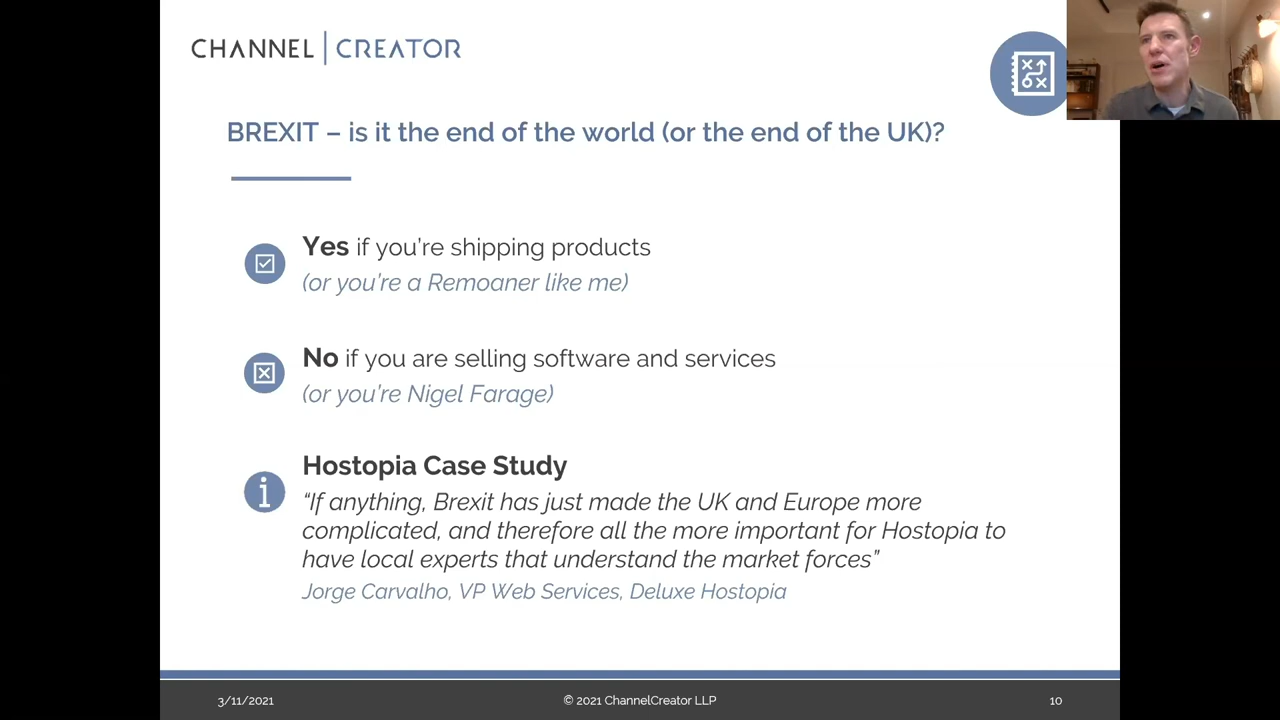 CHANNEL | CREATOR
BREXIT – is it the end of the world (or the end of the UK)?
Yes if you're shipping products
(or you're a Remoaner like me)
No if you are selling software and services
(or you're Nigel Farage)
Hostopia Case Study
“If anything, Brexit has just made the UK and Europe more
complicated, and therefore all the more important for Hostopia to
have local experts that understand the market forces”
Jorge Carvalho, VP Web Services, Deluxe Hostopia
3/11/2021
© 2021 ChannelCreator LLP
10